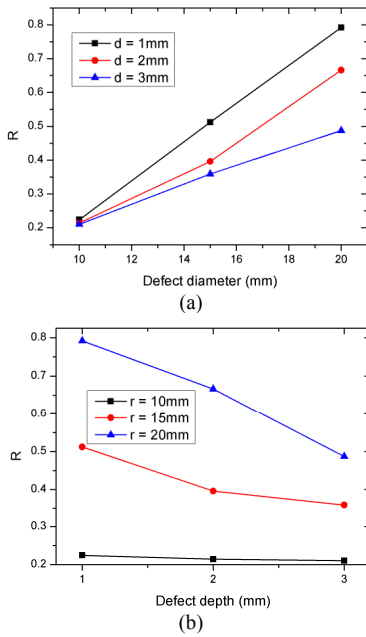 0.8
0.7
0.6
0.5
0.4
0.3
0.2
R
d = 1mm
d = 2mm
d = 3mm
10 12 14 16 18 20
Defect diameter (mm)
(a)
0.8
0.7
0.6
0.5
0.4
0.3
0.2
R
r = 10mm
r = 15mm
r = 20mm
1 2 3
Defect depth (mm)
(b)